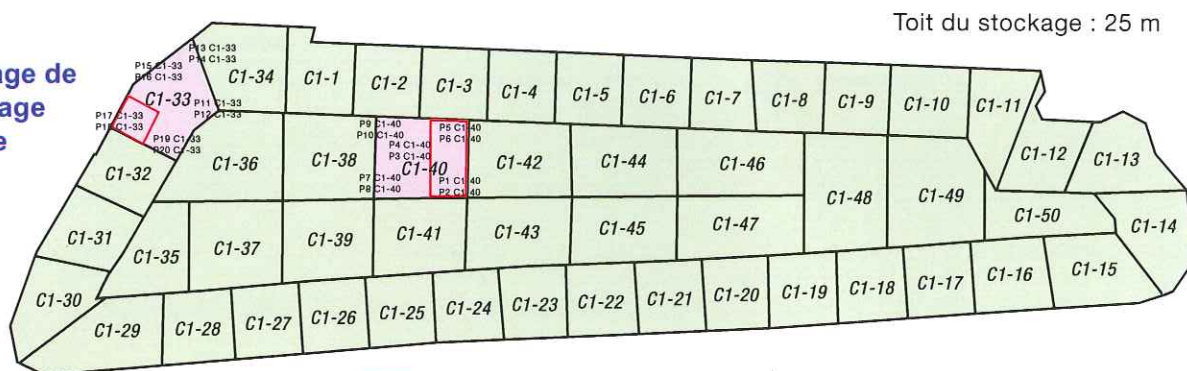 Toit du stockage : 25 m
age de
age
e
P13 C1-33
P14 C1-33
P15 C1-33
P16 C1-33
C1-33
P11 C1-33
P12 C1-33
P17 C1-33
P18 C1-33
P19 C1-33
P20 C1-33
C1-34
C1-1
C1-2
C1-3
C1-4
C1-5
C1-6
C1-7
C1-8
C1-9
C1-10
C1-11
C1-12
C1-13
C1-14
C1-32
C1-36
C1-38
P9 C1-40
P10 C1-40
P4 C1-40
P3 C1-40
P5 C1-40
P6 C1-40
C1-40
P7 C1-40
P8 C1-40
P1 C1-40
P2 C1-40
C1-42
C1-44
C1-46
C1-48
C1-49
C1-50
C1-31
C1-35
C1-37
C1-39
C1-41
C1-43
C1-45
C1-47
C1-30
C1-29
C1-28
C1-27
C1-26
C1-25
C1-24
C1-23
C1-22
C1-21
C1-20
C1-19
C1-18
C1-17
C1-16
C1-15